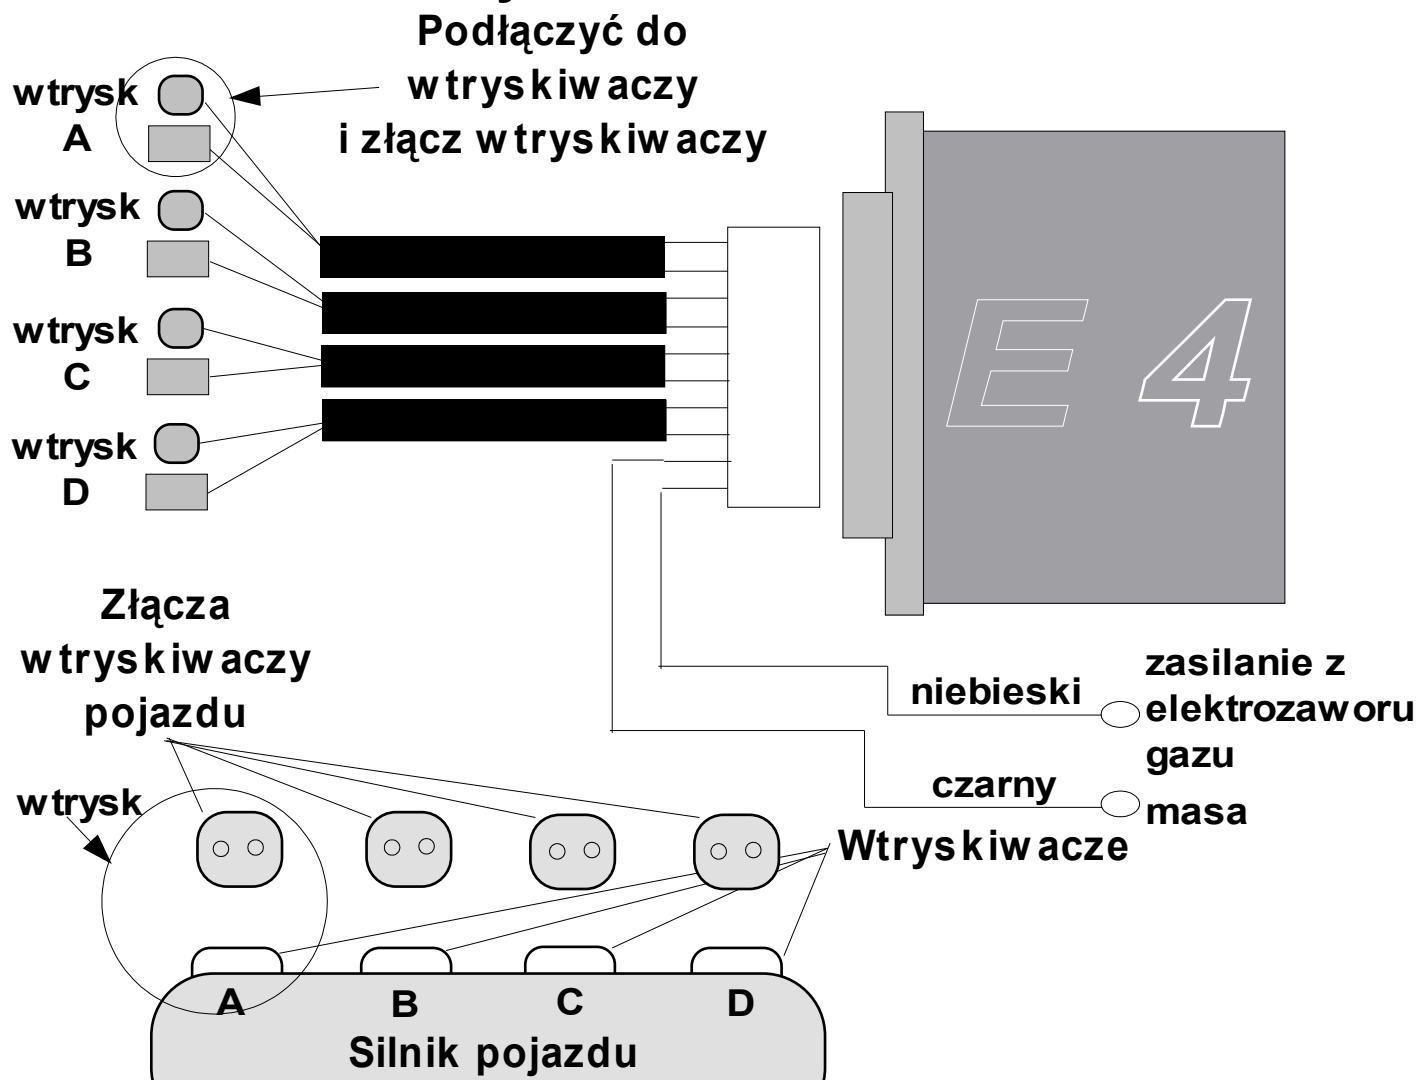 Podłączyć do
wtryskiwaczy
i złącz wtryskiwaczy
wtrysk
A
wtrysk
B
wtrysk
C
wtrysk
D
E 4
Złącza
wtryskiwaczy
pojazdu
niebieski
zasilanie z
elektrozaworu
gazu
czarny
masa
wtrysk
Wtryskiwacze
A
B
C
D
Silnik pojazdu